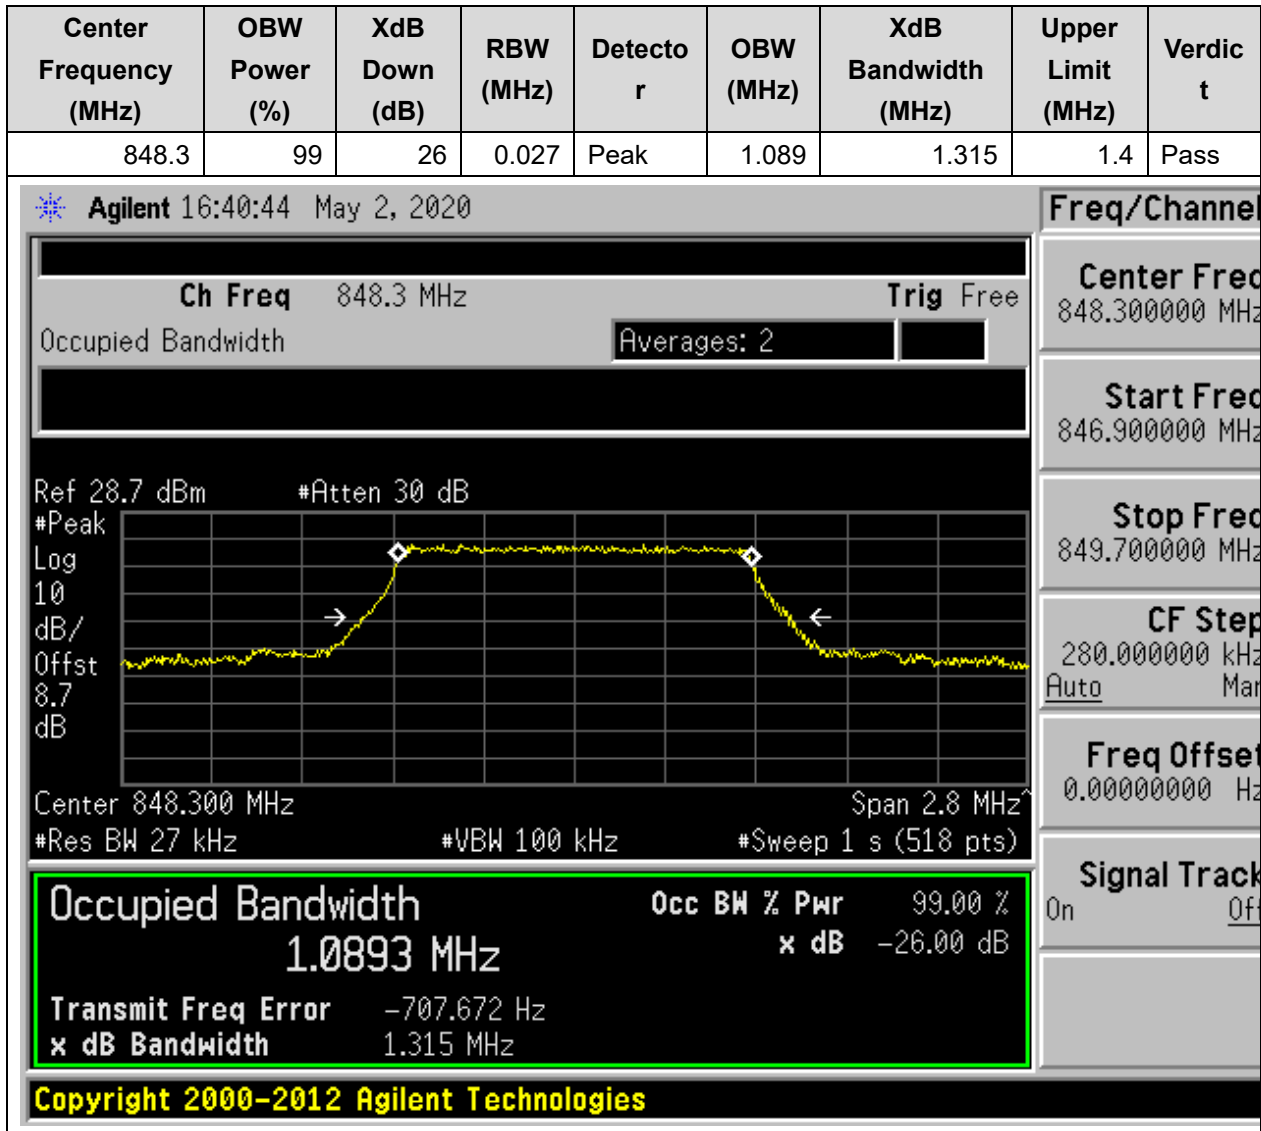 Center Frequency (MHz) OBW Power (%) XdB Down (dB) RBW (MHz) Detector OBW (MHz) XdB Bandwidth (MHz) Upper Limit (MHz) Verdict
848.3 99 26 0.027 Peak 1.089 1.315 1.4 Pass
Agilent 16:40:44 May 2, 2020
Ch Freq 848.3 MHz Trig Free
Occupied Bandwidth Averages: 2
Ref 28.7 dBm #Atten 30 dB
#Peak
Log
10
dB/
Offst
8.7
dB
Center 848.300 MHz Span 2.8 MHz^
#Res BW 27 kHz #VBW 100 kHz #Sweep 1 s (518 pts)
Occupied Bandwidth Occ BW % Pwr 99.00 %
1.0893 MHz x dB -26.00 dB
Transmit Freq Error -707.672 Hz
x dB Bandwidth 1.315 MHz
Copyright 2000-2012 Agilent Technologies
Freq/Channel
Center Freq
848.300000 MHz
Start Freq
846.900000 MHz
Stop Freq
849.700000 MHz
CF Step
280.000000 kHz
Auto Man
Freq Offset
0.00000000 Hz
Signal Track
On Off